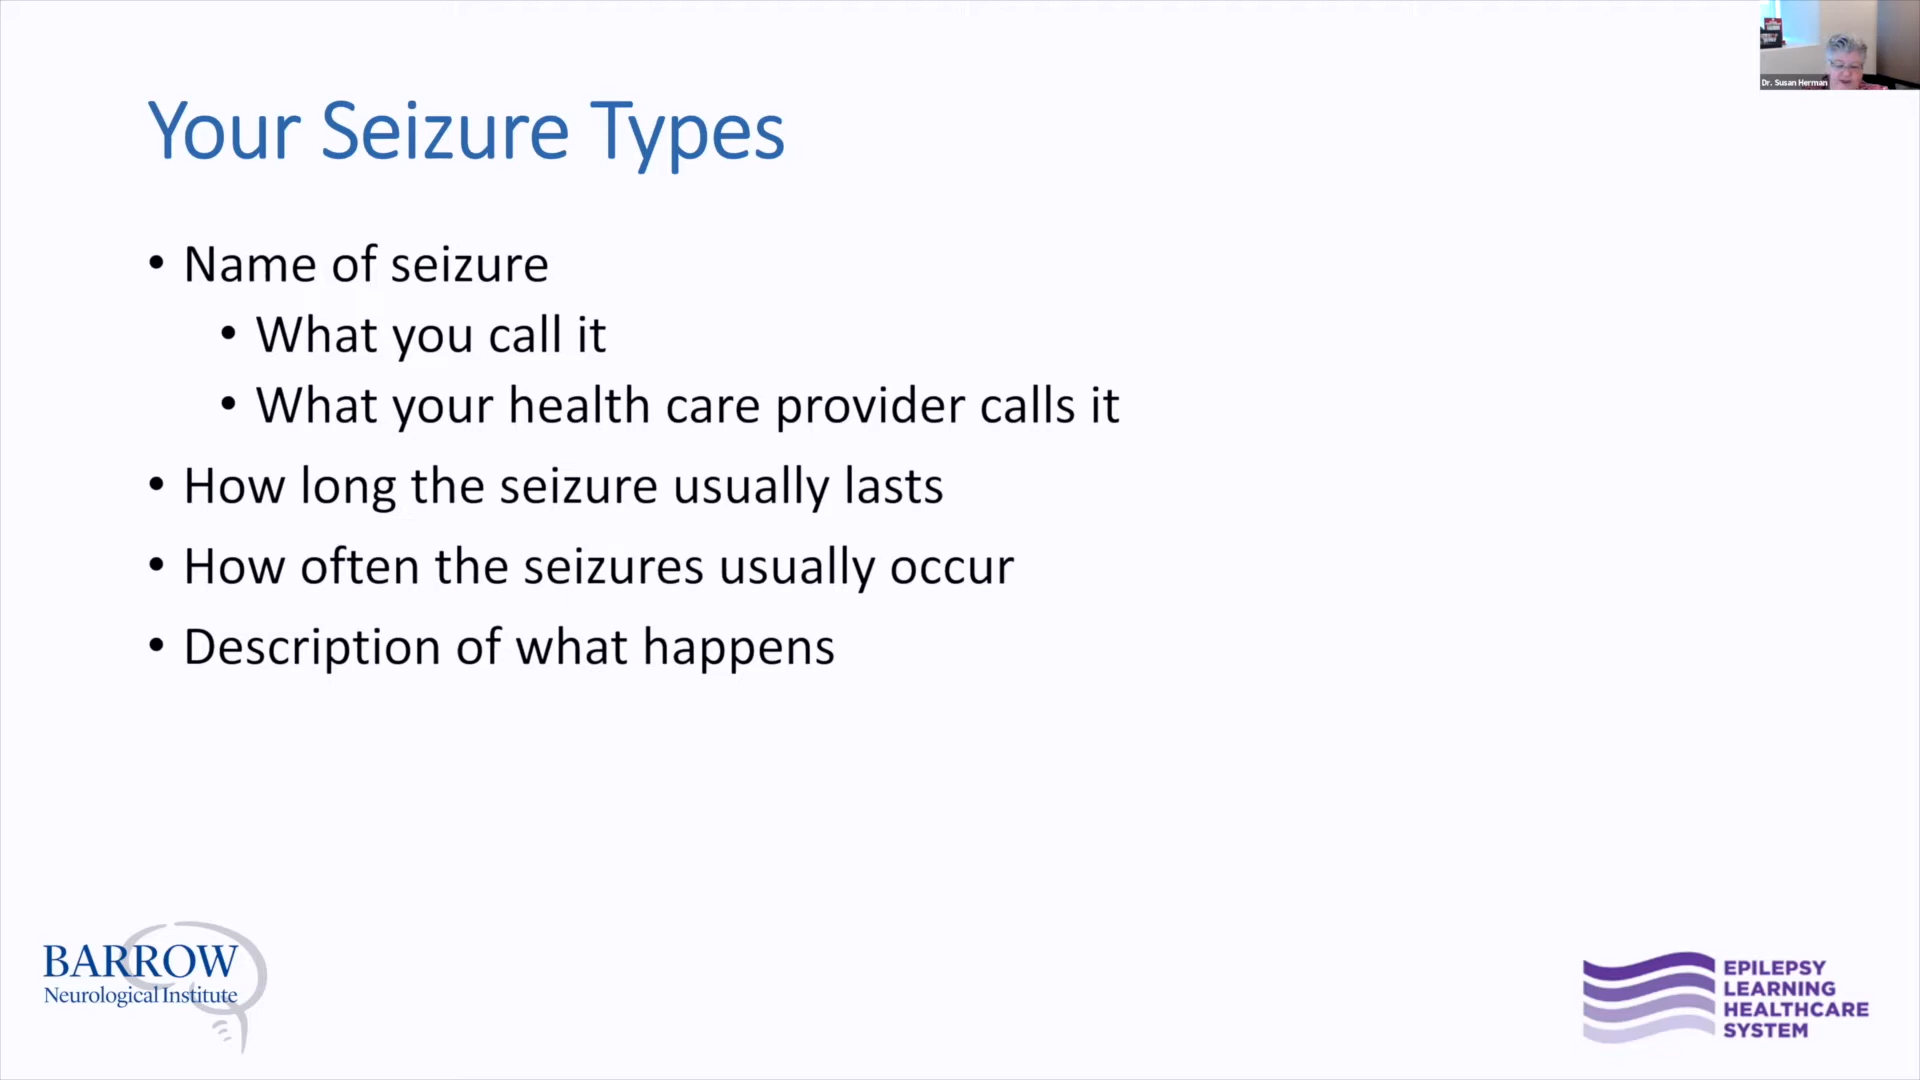 Dr. Susan Herman
Your Seizure Types
• Name of seizure
• What you call it
• What your health care provider calls it
• How long the seizure usually lasts
• How often the seizures usually occur
• Description of what happens
BARROW
Neurological Institute
EPILEPSY
LEARNING
HEALTHCARE
SYSTEM